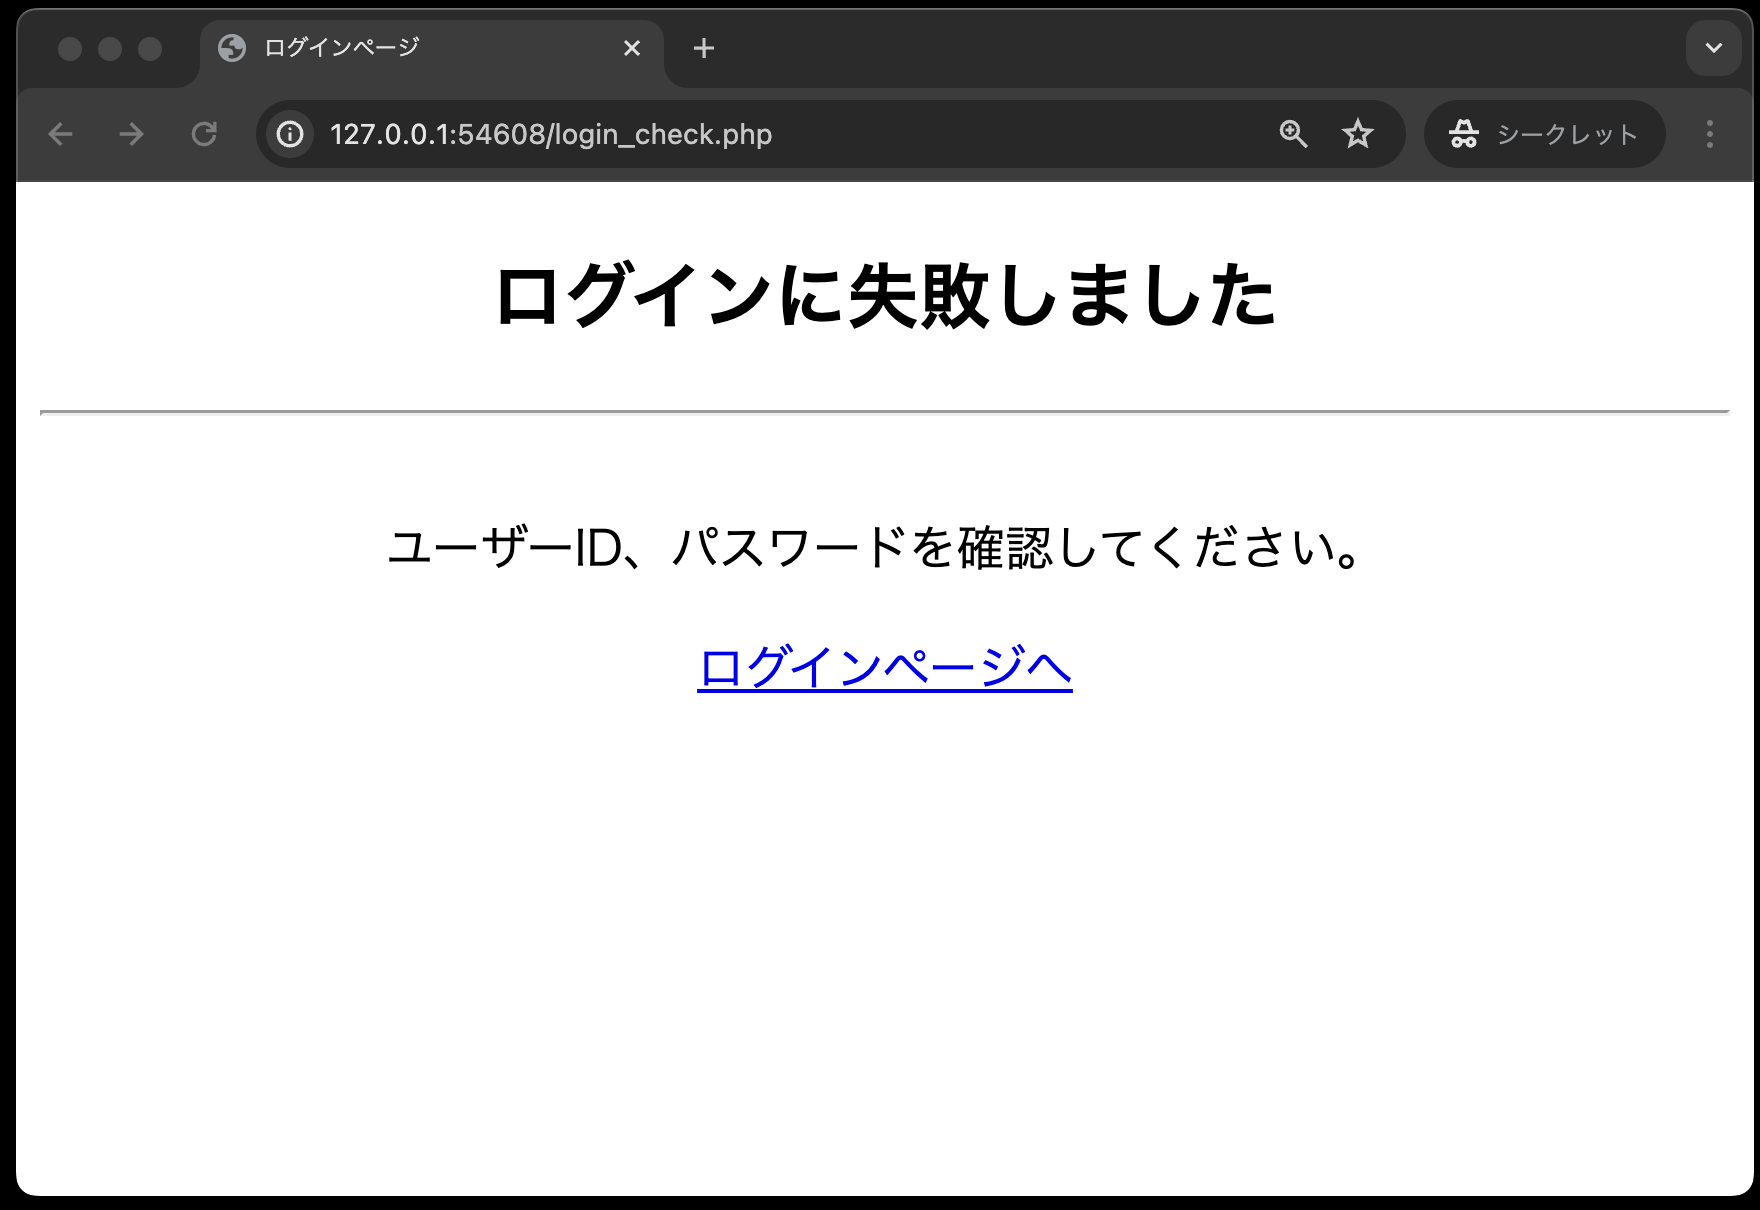 ログインページ
127.0.0.1:54608/login_check.php
シークレット
ログインに失敗しました
ユーザーID、パスワードを確認してください。
ログインページへ